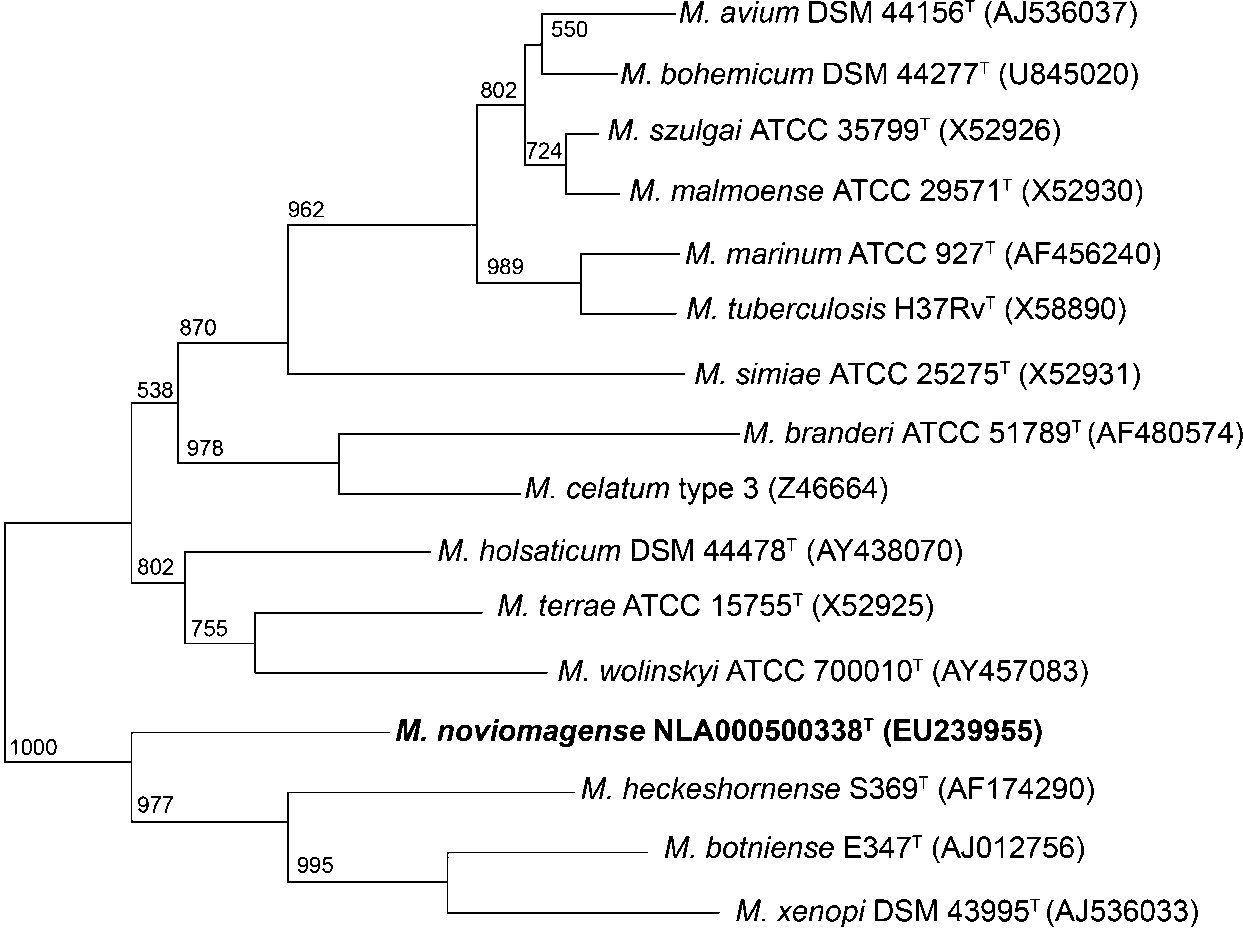 M. avium DSM 44156ᵀ (AJ536037)
550
M. bohemicum DSM 44277ᵀ (U845020)
802
M. szulgai ATCC 35799ᵀ (X52926)
724
M. malmoense ATCC 29571ᵀ (X52930)
962
M. marinum ATCC 927ᵀ (AF456240)
989
M. tuberculosis H37Rvᵀ (X58890)
870
M. simiae ATCC 25275ᵀ (X52931)
538
M. branderi ATCC 51789ᵀ (AF480574)
978
M. celatum type 3 (Z46664)
M. holsaticum DSM 44478ᵀ (AY438070)
802
M. terrae ATCC 15755ᵀ (X52925)
755
M. wolinskyi ATCC 700010ᵀ (AY457083)
M. noviomagense NLA000500338ᵀ (EU239955)
1000
M. heckeshornense S369ᵀ (AF174290)
977
M. botniense E347ᵀ (AJ012756)
995
M. xenopi DSM 43995ᵀ (AJ536033)